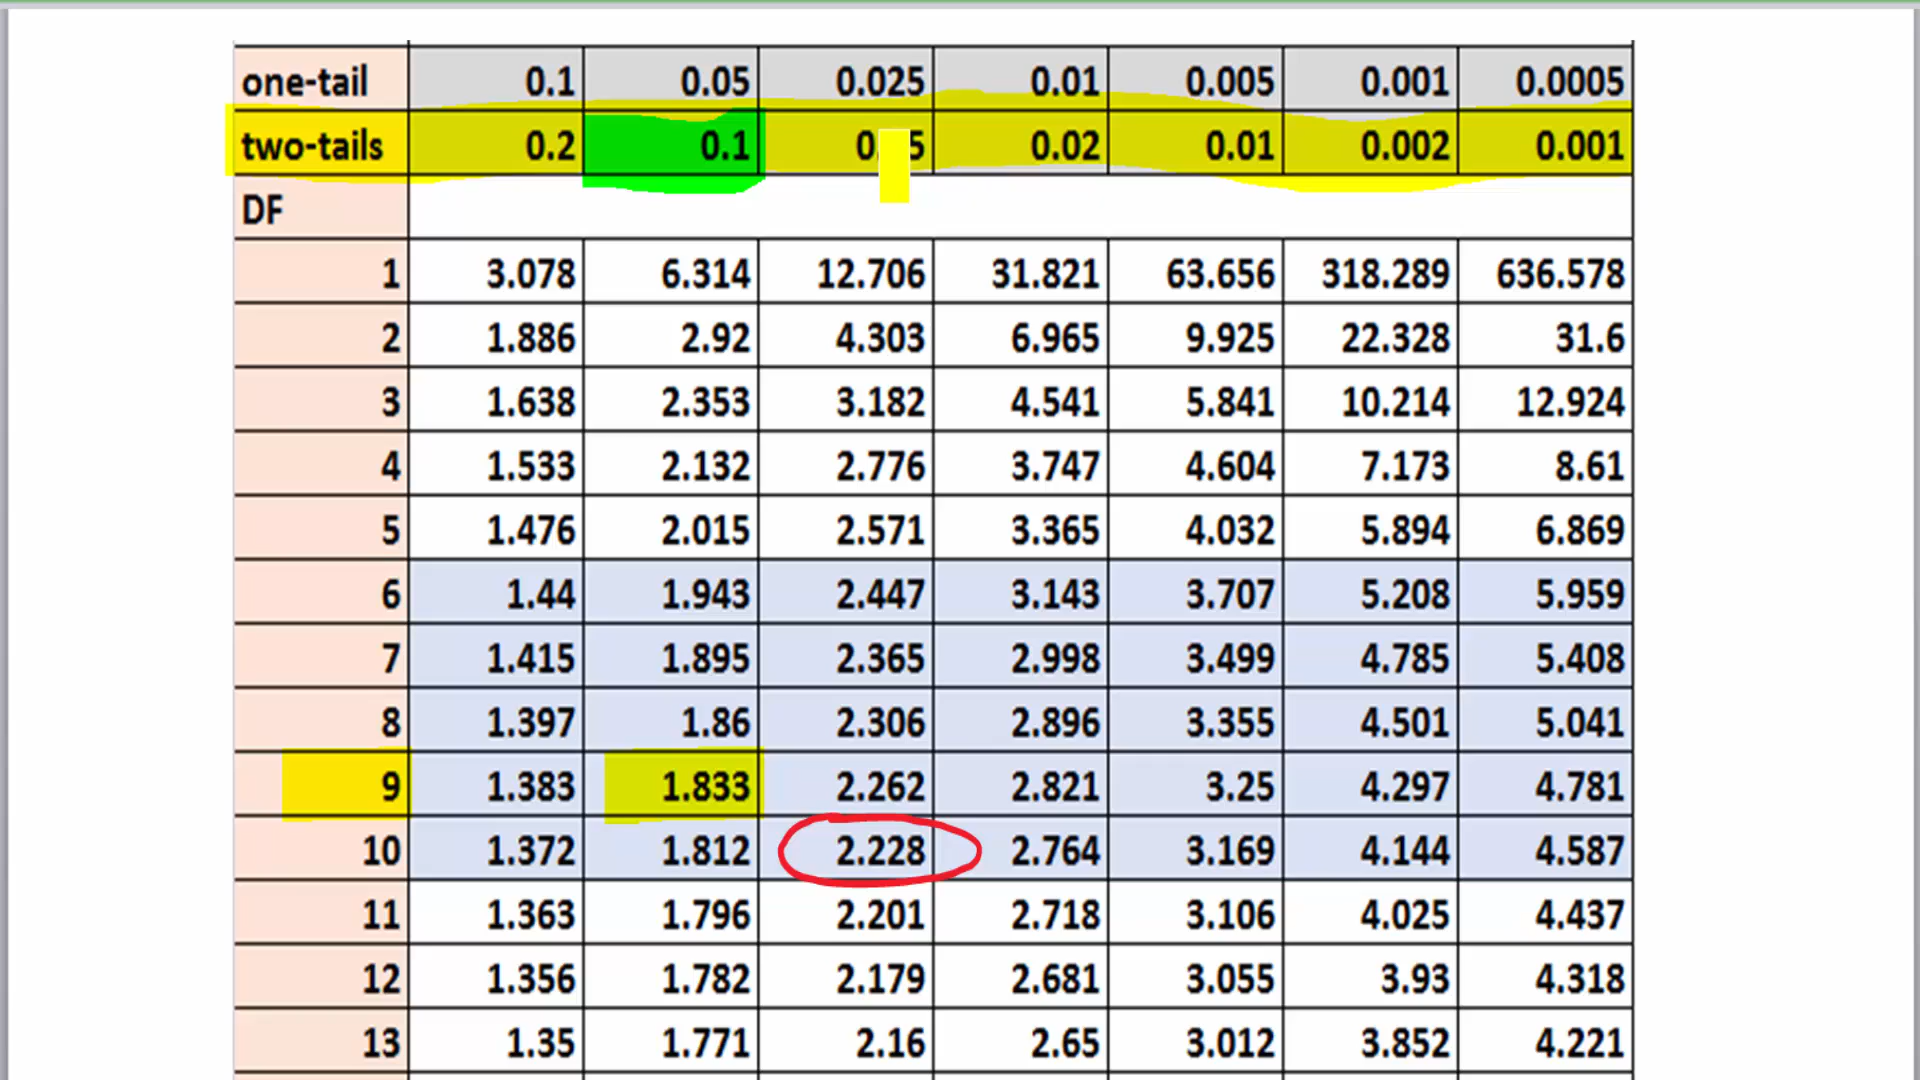 one-tail 0.1 0.05 0.025 0.01 0.005 0.001 0.0005
two-tails 0.2 0.1 0.02 0.01 0.002 0.001
DF
1 3.078 6.314 12.706 31.821 63.656 318.289 636.578
2 1.886 2.92 4.303 6.965 9.925 22.328 31.6
3 1.638 2.353 3.182 4.541 5.841 10.214 12.924
4 1.533 2.132 2.776 3.747 4.604 7.173 8.61
5 1.476 2.015 2.571 3.365 4.032 5.894 6.869
6 1.44 1.943 2.447 3.143 3.707 5.208 5.959
7 1.415 1.895 2.365 2.998 3.499 4.785 5.408
8 1.397 1.86 2.306 2.896 3.355 4.501 5.041
9 1.383 1.833 2.262 2.821 3.25 4.297 4.781
10 1.372 1.812 2.228 2.764 3.169 4.144 4.587
11 1.363 1.796 2.201 2.718 3.106 4.025 4.437
12 1.356 1.782 2.179 2.681 3.055 3.93 4.318
13 1.35 1.771 2.16 2.65 3.012 3.852 4.221